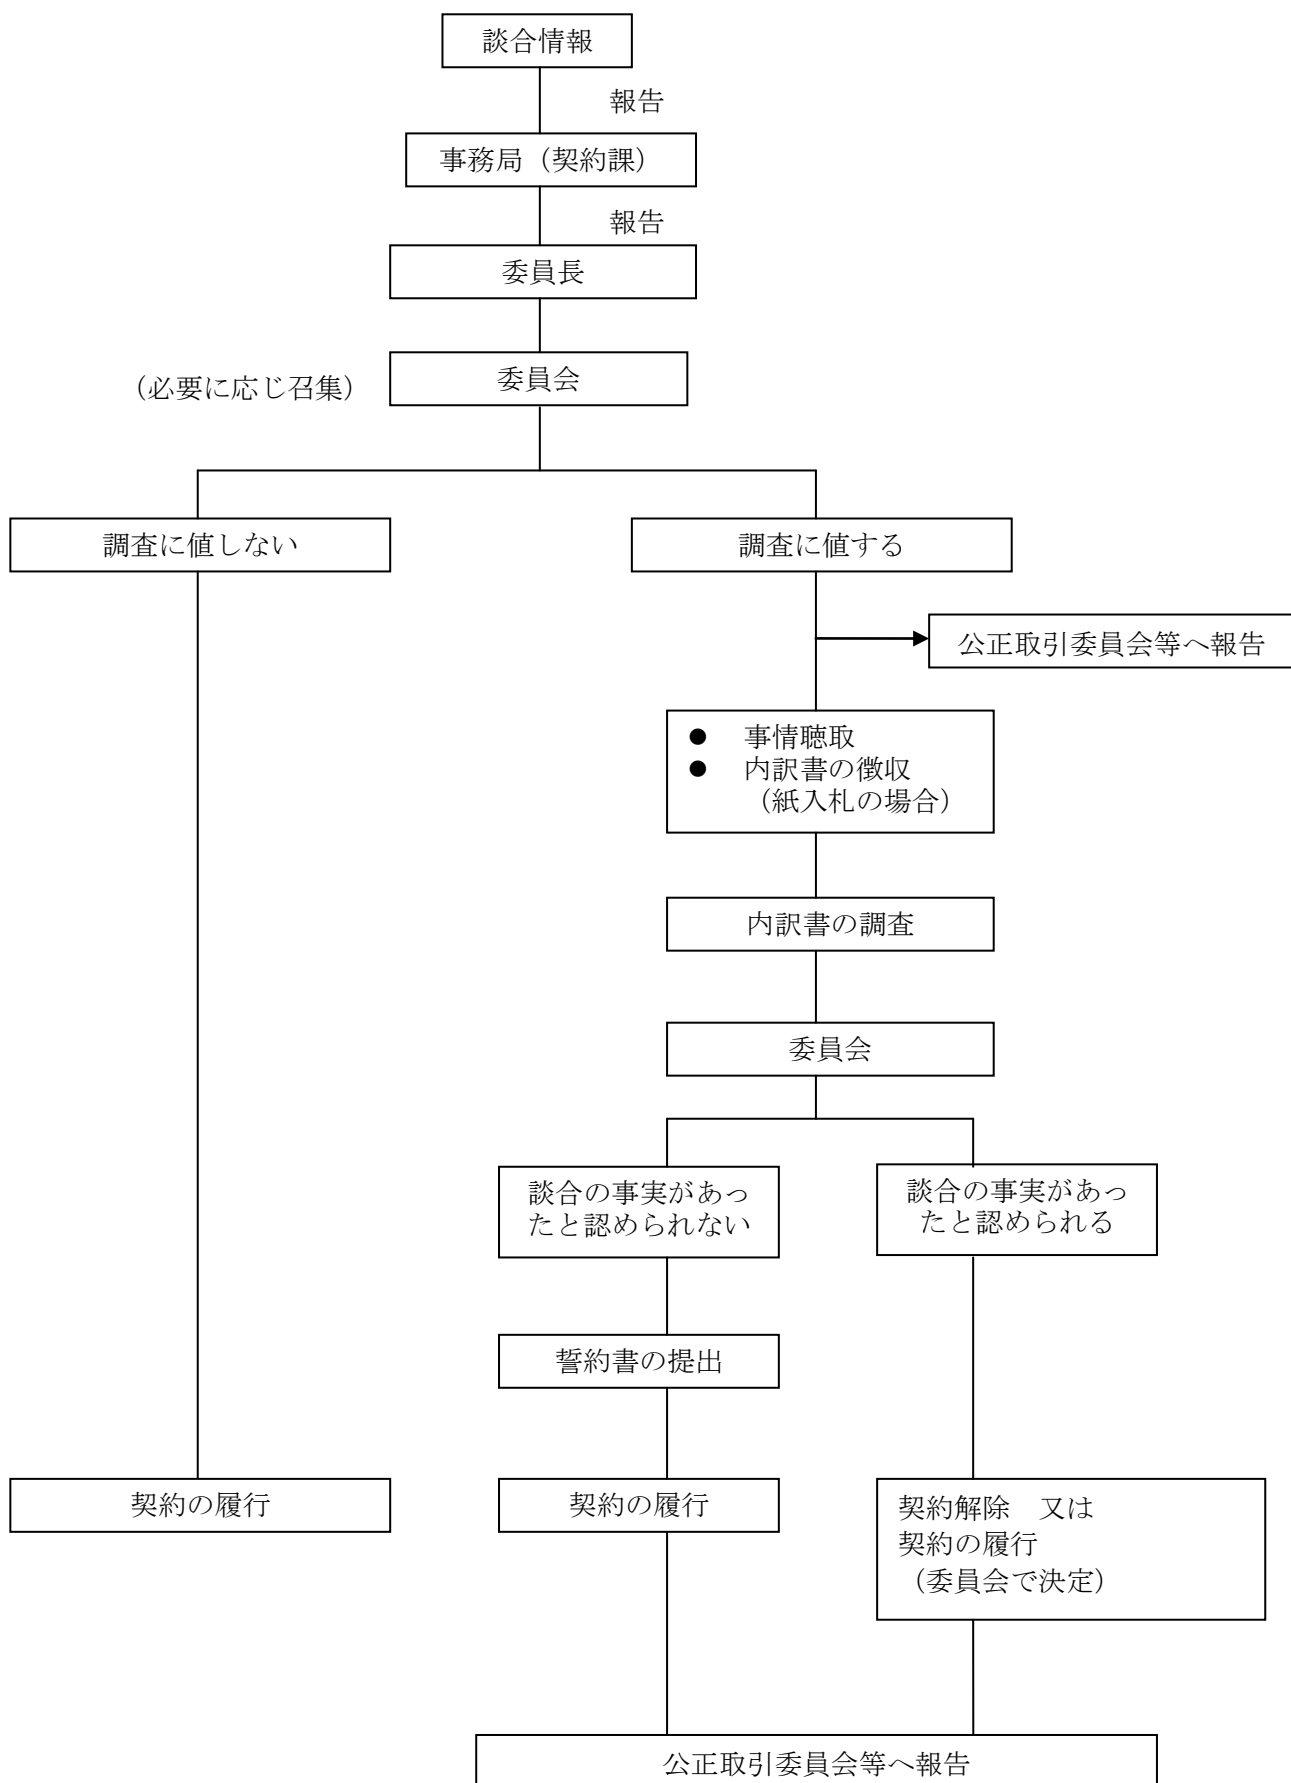 談合情報
報告
事務局（契約課）
報告
委員長
委員会
（必要に応じ召集）
調査に値しない
調査に値する
公正取引委員会等へ報告
● 事情聴取
● 内訳書の徴収
（紙入札の場合）
内訳書の調査
委員会
談合の事実があっ
たと認められない
談合の事実があっ
たと認められる
誓約書の提出
契約の履行
契約の履行
契約解除　又は
契約の履行
（委員会で決定）
公正取引委員会等へ報告